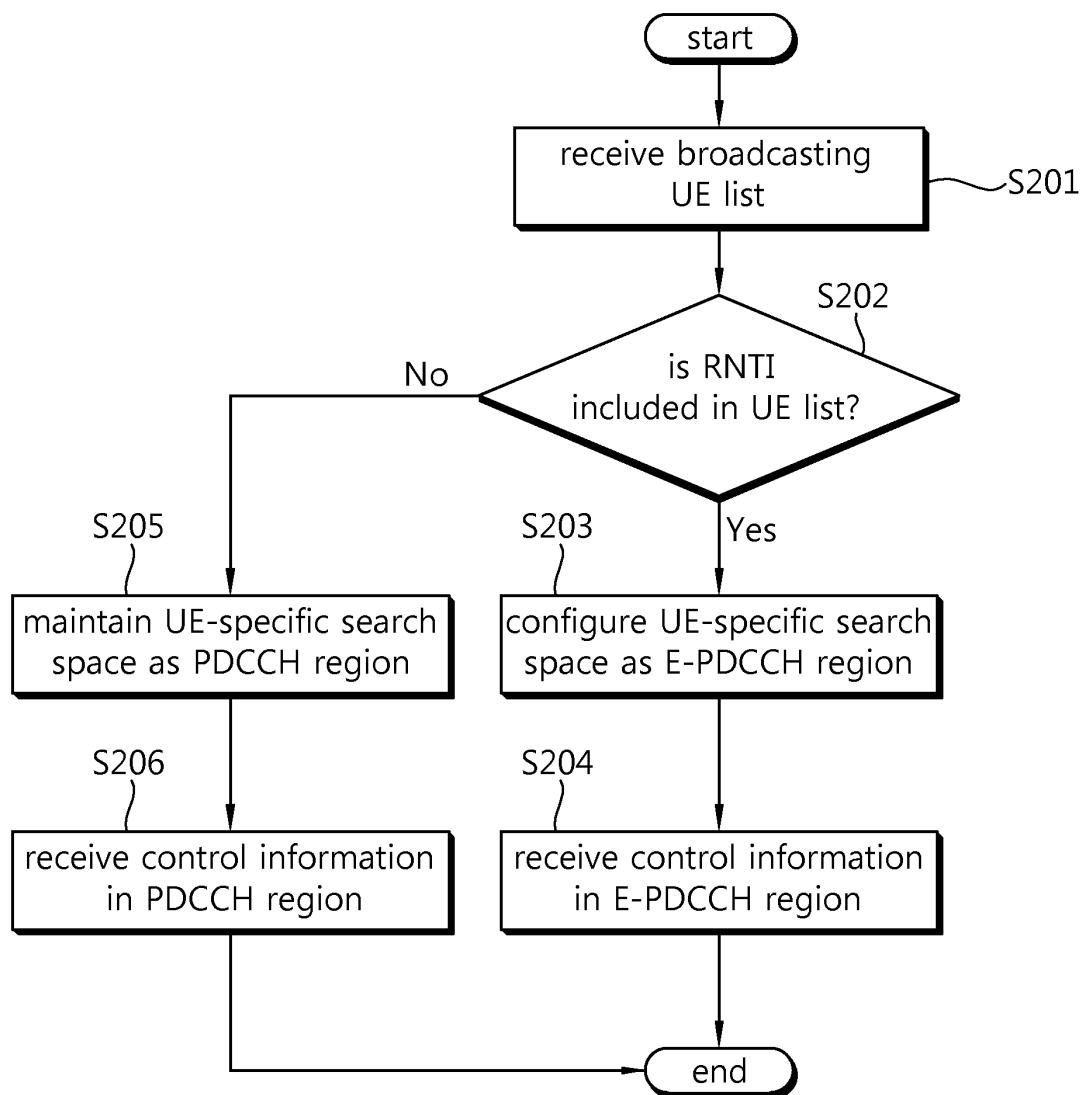 start
receive broadcasting
UE list
S201
S202
is RNTI
included in UE list?
No
Yes
S205
maintain UE-specific search
space as PDCCH region
S203
configure UE-specific search
space as E-PDCCH region
S206
receive control information
in PDCCH region
S204
receive control information
in E-PDCCH region
end